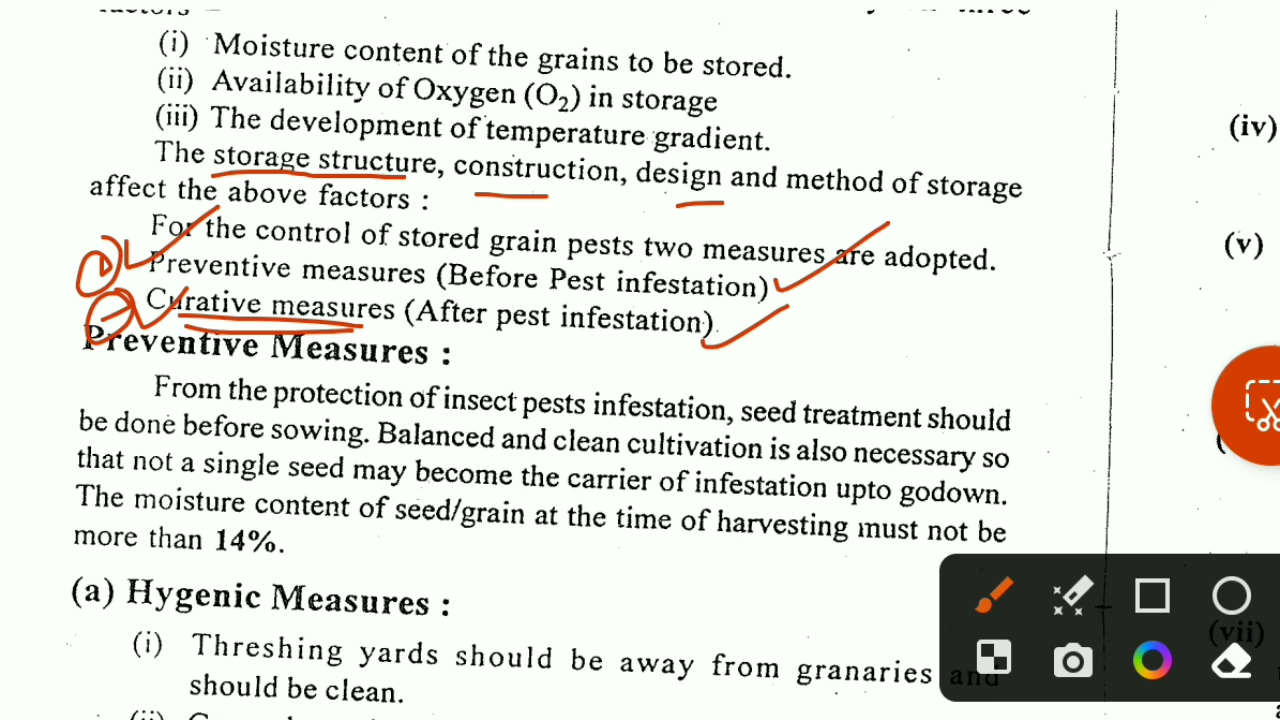 (i) Moisture content of the grains to be stored.
(ii) Availability of Oxygen (O₂) in storage
(iii) The development of temperature gradient.
The storage structure, construction, design and method of storage
affect the above factors :
For the control of stored grain pests two measures are adopted.
Preventive measures (Before Pest infestation)
Curative measures (After pest infestation)
Preventive Measures :
From the protection of insect pests infestation, seed treatment should
be done before sowing. Balanced and clean cultivation is also necessary so
that not a single seed may become the carrier of infestation upto godown.
The moisture content of seed/grain at the time of harvesting must not be
more than 14%.
(a) Hygenic Measures :
(i) Threshing yards should be away from granaries and
should be clean.
(iv)
(v)
(vii)